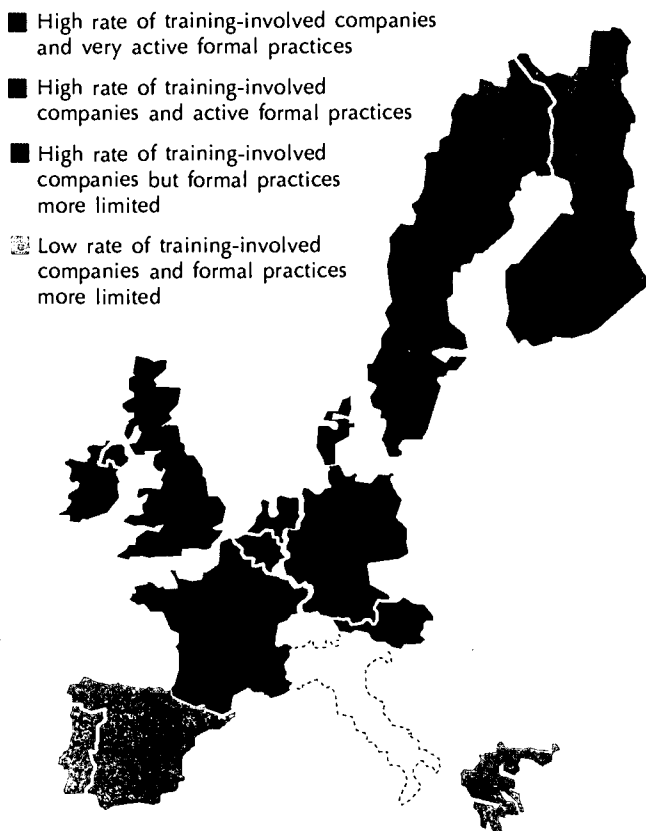 High rate of training-involved companies
and very active formal practices
High rate of training-involved
companies and active formal practices
High rate of training-involved
companies but formal practices
more limited
Low rate of training-involved
companies and formal practices
more limited